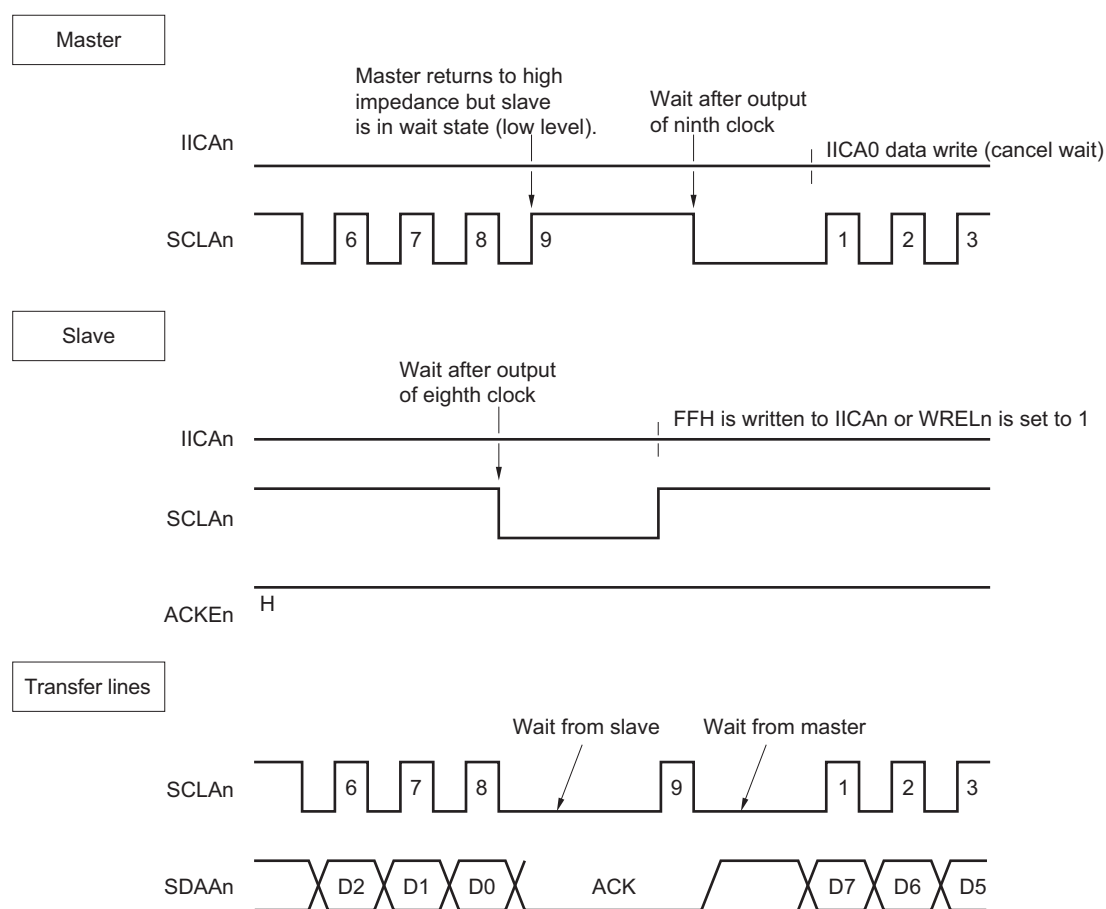 Master
Master returns to high
impedance but slave
is in wait state (low level).
Wait after output
of ninth clock
IICAn
IICA0 data write (cancel wait)
SCLAn
6 7 8 9 1 2 3
Slave
Wait after output
of eighth clock
IICAn
FFH is written to IICAn or WRELn is set to 1
SCLAn
ACKEn
H
Transfer lines
Wait from slave
Wait from master
SCLAn
6 7 8 9 1 2 3
SDAAn
D2 D1 D0 ACK D7 D6 D5